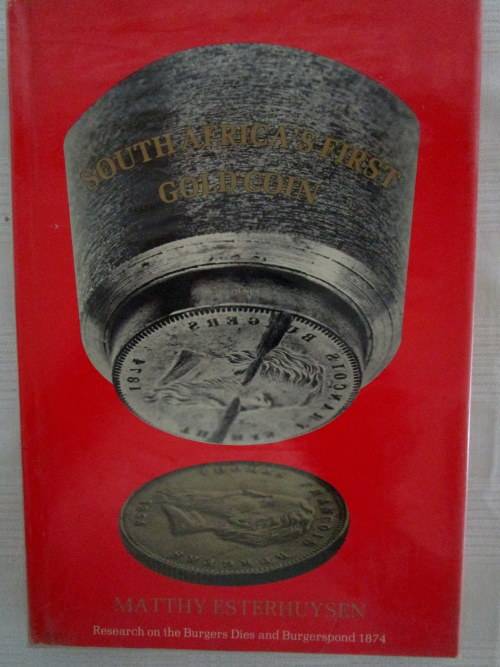 SOUTH AFRICA'S FIRST
GOLD COIN
MATTHY ESTERHUYSEN
Research on the Burgers Dies and Burgerspond 1874